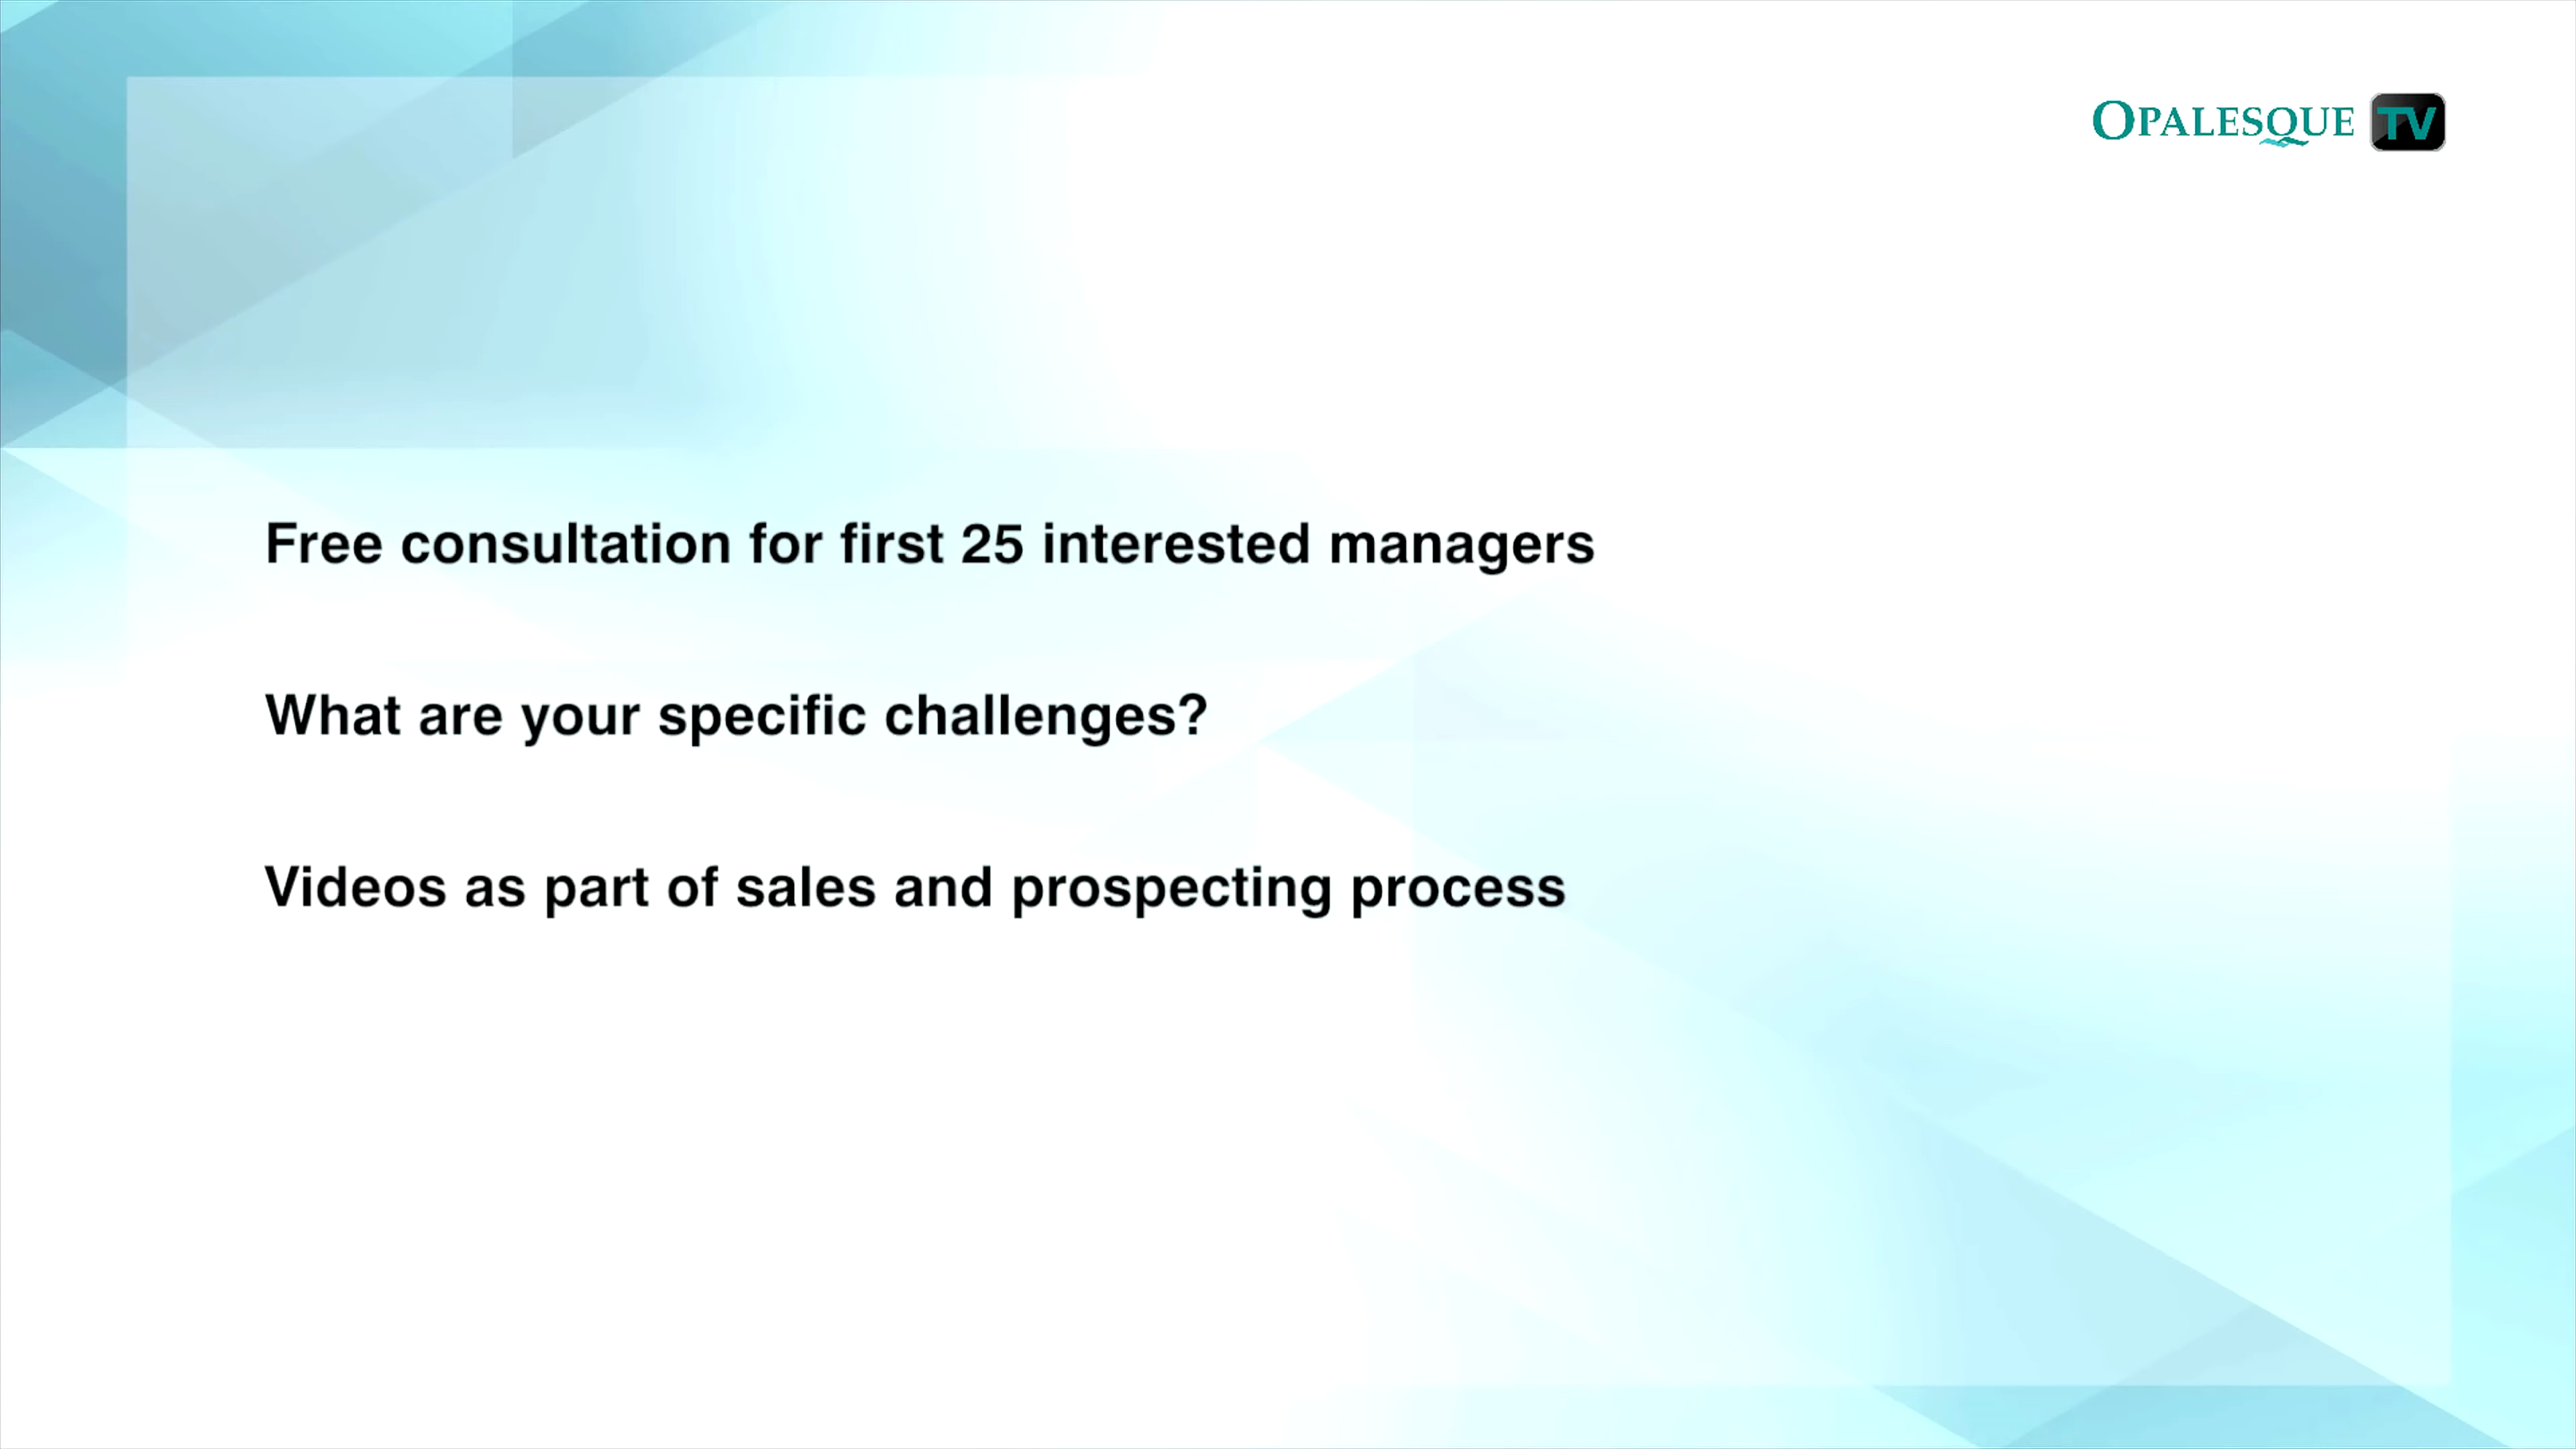 OPALESQUE TV
Free consultation for first 25 interested managers
What are your specific challenges?
Videos as part of sales and prospecting process